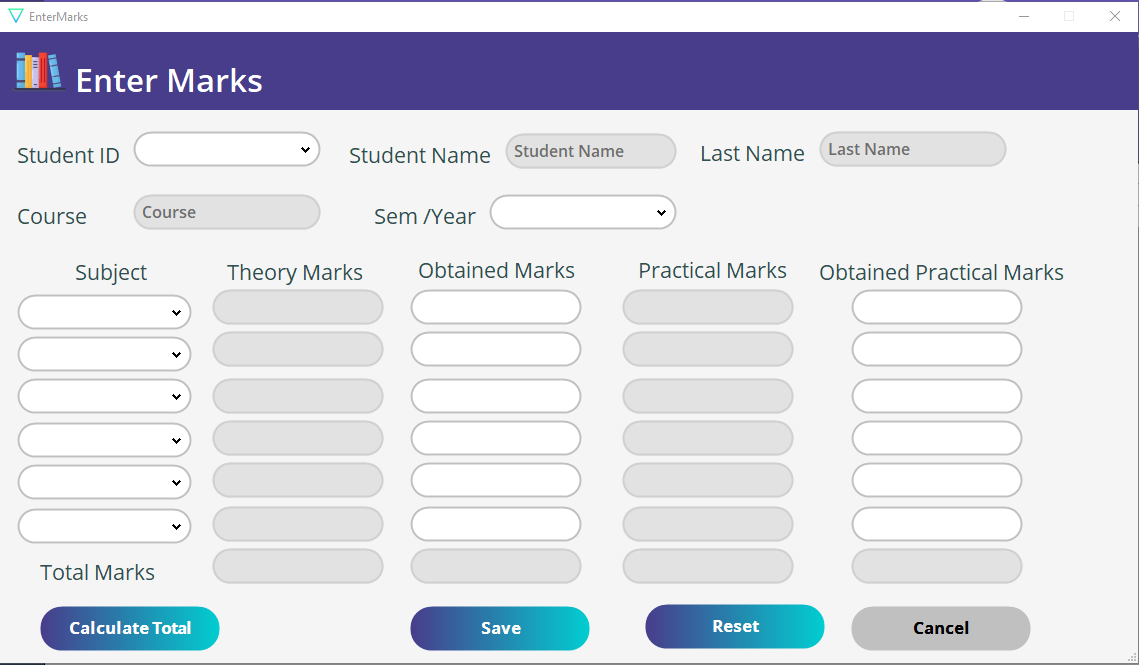 EnterMarks
Enter Marks
Student ID Student Name Student Name Last Name Last Name
Course Course Sem /Year
Subject Theory Marks Obtained Marks Practical Marks Obtained Practical Marks
Total Marks
Calculate Total Save Reset Cancel